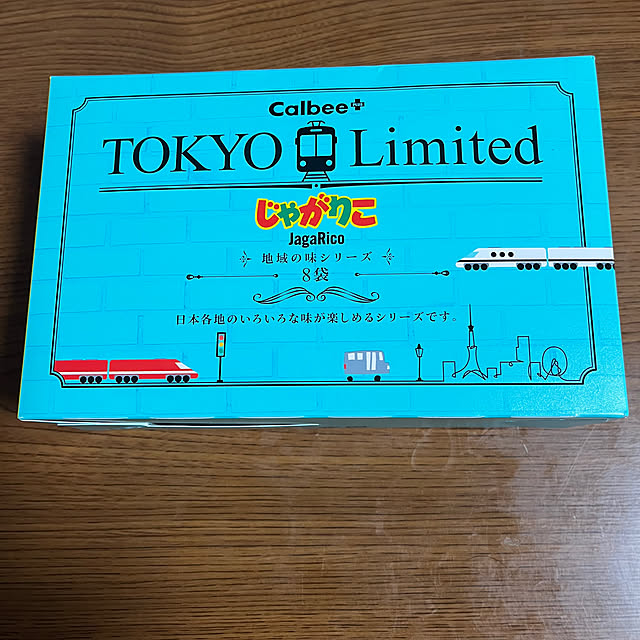 Calbee PLUS
TOKYO Limited
じゃがりこ
JagaRico
地域の味シリーズ
8袋
日本各地のいろいろな味が楽しめるシリーズです。